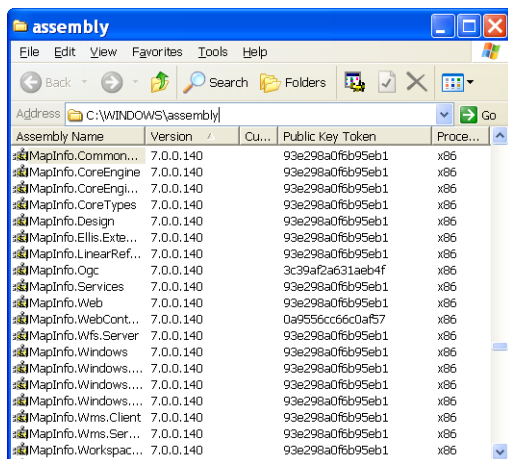 assembly
File Edit View Favorites Tools Help
Back Search Folders
Address C:\WINDOWS\assembly Go
Assembly Name Version Cu... Public Key Token Proce...
MapInfo.Common... 7.0.0.140 93e298a0f6b95eb1 x86
MapInfo.CoreEngine 7.0.0.140 93e298a0f6b95eb1 x86
MapInfo.CoreEngi... 7.0.0.140 93e298a0f6b95eb1 x86
MapInfo.CoreTypes 7.0.0.140 93e298a0f6b95eb1 x86
MapInfo.Design 7.0.0.140 93e298a0f6b95eb1 x86
MapInfo.Ellis.Exte... 7.0.0.140 93e298a0f6b95eb1 x86
MapInfo.LinearRef... 7.0.0.140 93e298a0f6b95eb1 x86
MapInfo.Ogc 7.0.0.140 3c39af2a631aeb4f x86
MapInfo.Services 7.0.0.140 93e298a0f6b95eb1 x86
MapInfo.Web 7.0.0.140 93e298a0f6b95eb1 x86
MapInfo.WebCont... 7.0.0.140 0a9556cc66c0af57 x86
MapInfo.Wfs.Server 7.0.0.140 93e298a0f6b95eb1 x86
MapInfo.Windows 7.0.0.140 93e298a0f6b95eb1 x86
MapInfo.Windows.... 7.0.0.140 93e298a0f6b95eb1 x86
MapInfo.Windows.... 7.0.0.140 93e298a0f6b95eb1 x86
MapInfo.Wms.Client 7.0.0.140 93e298a0f6b95eb1 x86
MapInfo.Wms.Ser... 7.0.0.140 93e298a0f6b95eb1 x86
MapInfo.Workspac... 7.0.0.140 93e298a0f6b95eb1 x86